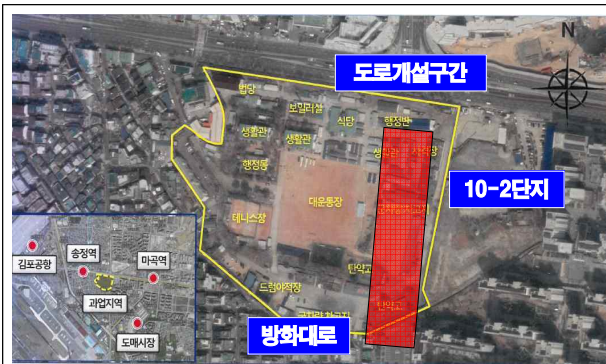 N
도로개설구간
법당
보일러실
식당
행정반
생활관
생활관
행정동
10-2단지
대운동장
테니스장
탄약고
탄약고
드럼야적장
방화대로
송정역
마곡역
김포공항
과업지역
도매시장